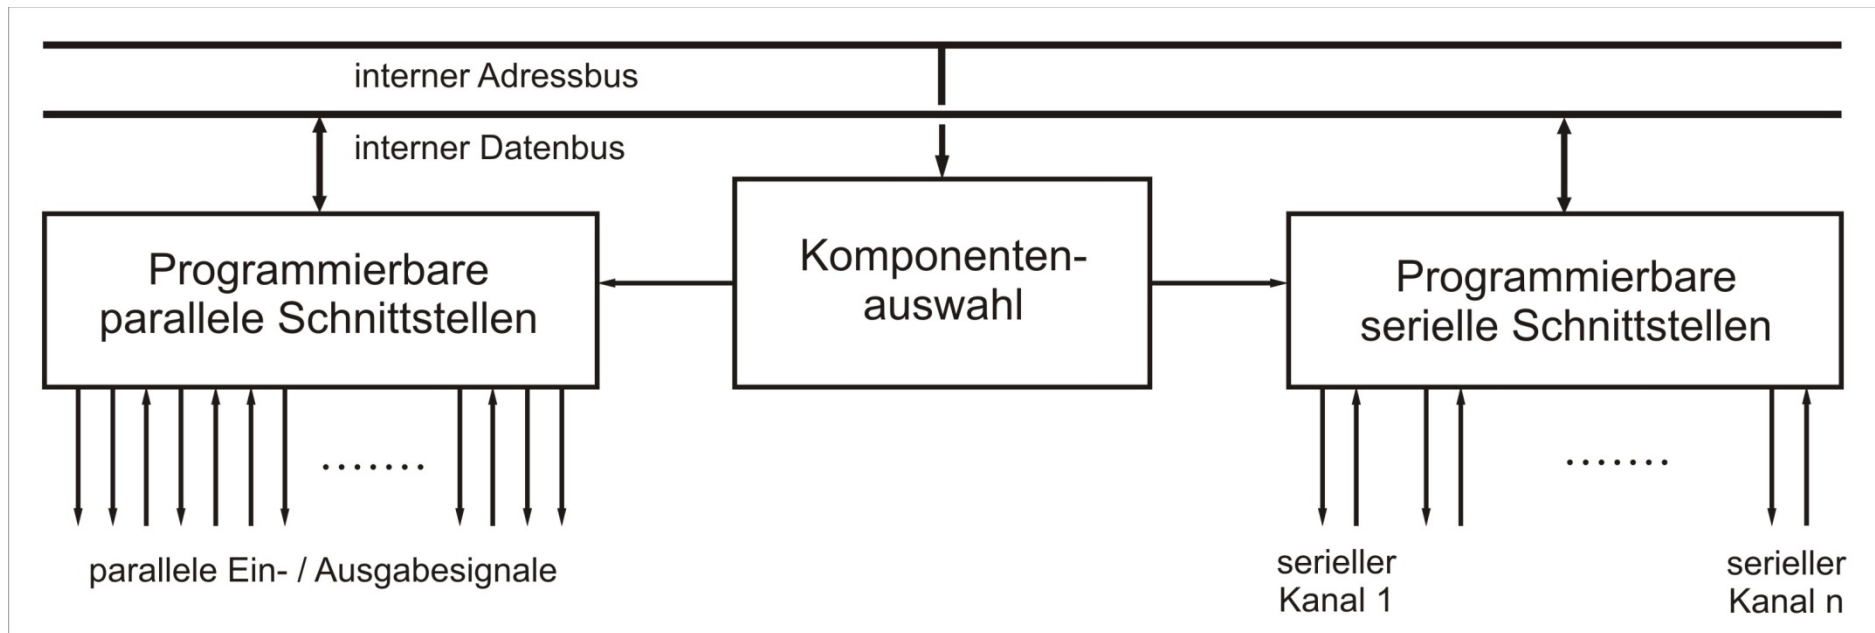 interner Adressbus
interner Datenbus
Programmierbare
parallele Schnittstellen
Komponenten-
auswahl
Programmierbare
serielle Schnittstellen
.......
.......
parallele Ein- / Ausgabesignale
serieller
Kanal 1
serieller
Kanal n